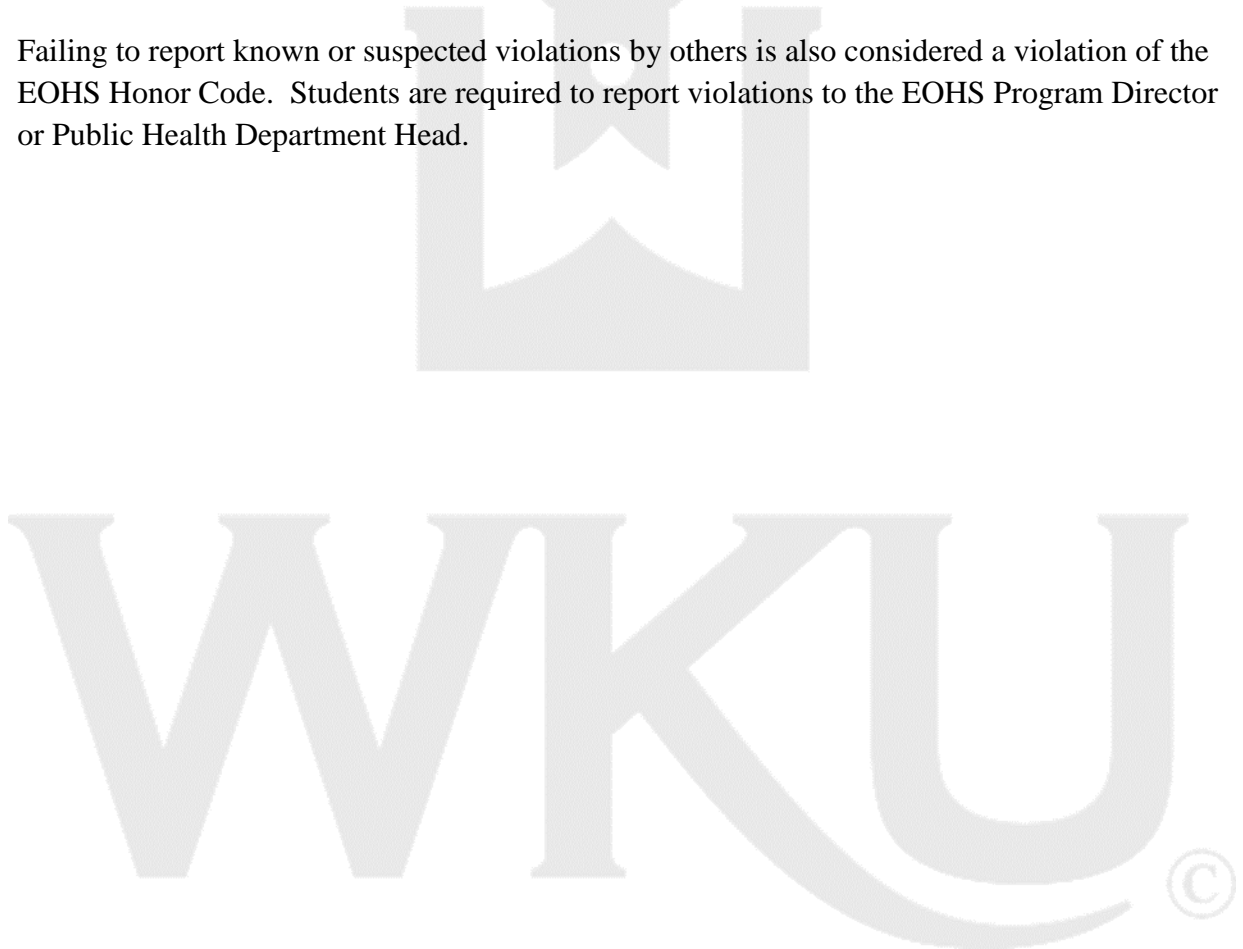 Failing to report known or suspected violations by others is also considered a violation of the
EOHS Honor Code.  Students are required to report violations to the EOHS Program Director
or Public Health Department Head.
WKU
©